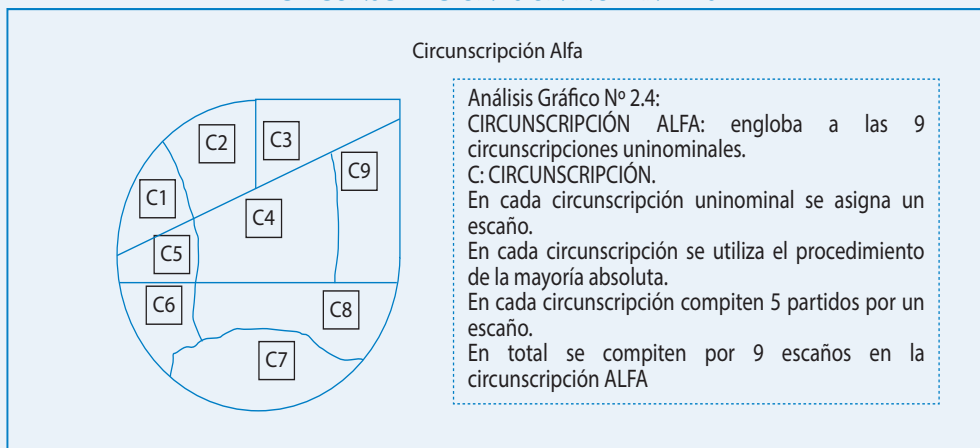 Circunscripción Alfa
Análisis Gráfico Nº 2.4:
CIRCUNSCRIPCIÓN ALFA: engloba a las 9
circunscripciones uninominales.
C: CIRCUNSCRIPCIÓN.
En cada circunscripción uninominal se asigna un
escaño.
En cada circunscripción se utiliza el procedimiento
de la mayoría absoluta.
En cada circunscripción compiten 5 partidos por un
escaño.
En total se compiten por 9 escaños en la
circunscripción ALFA
C2
C3
C9
C1
C4
C5
C6
C8
C7